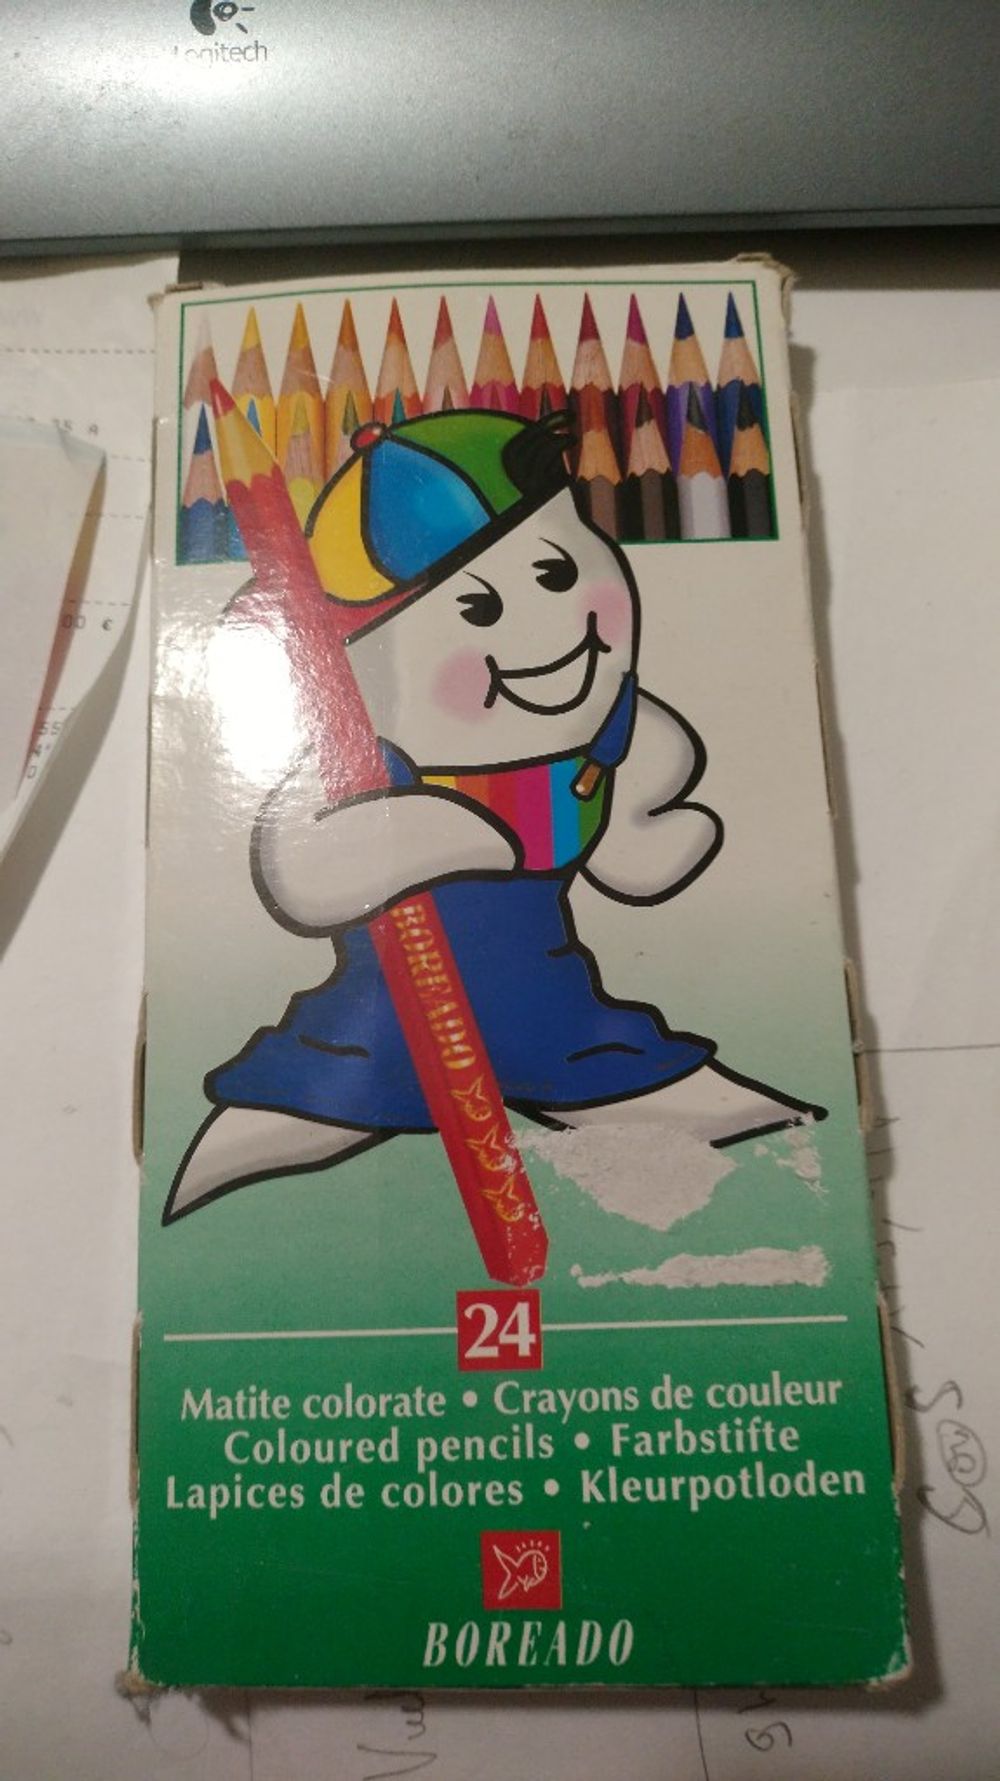 Logitech
BOREADO
24
Matite colorate • Crayons de couleur
Coloured pencils • Farbstifte
Lapices de colores • Kleurpotloden
BOREADO